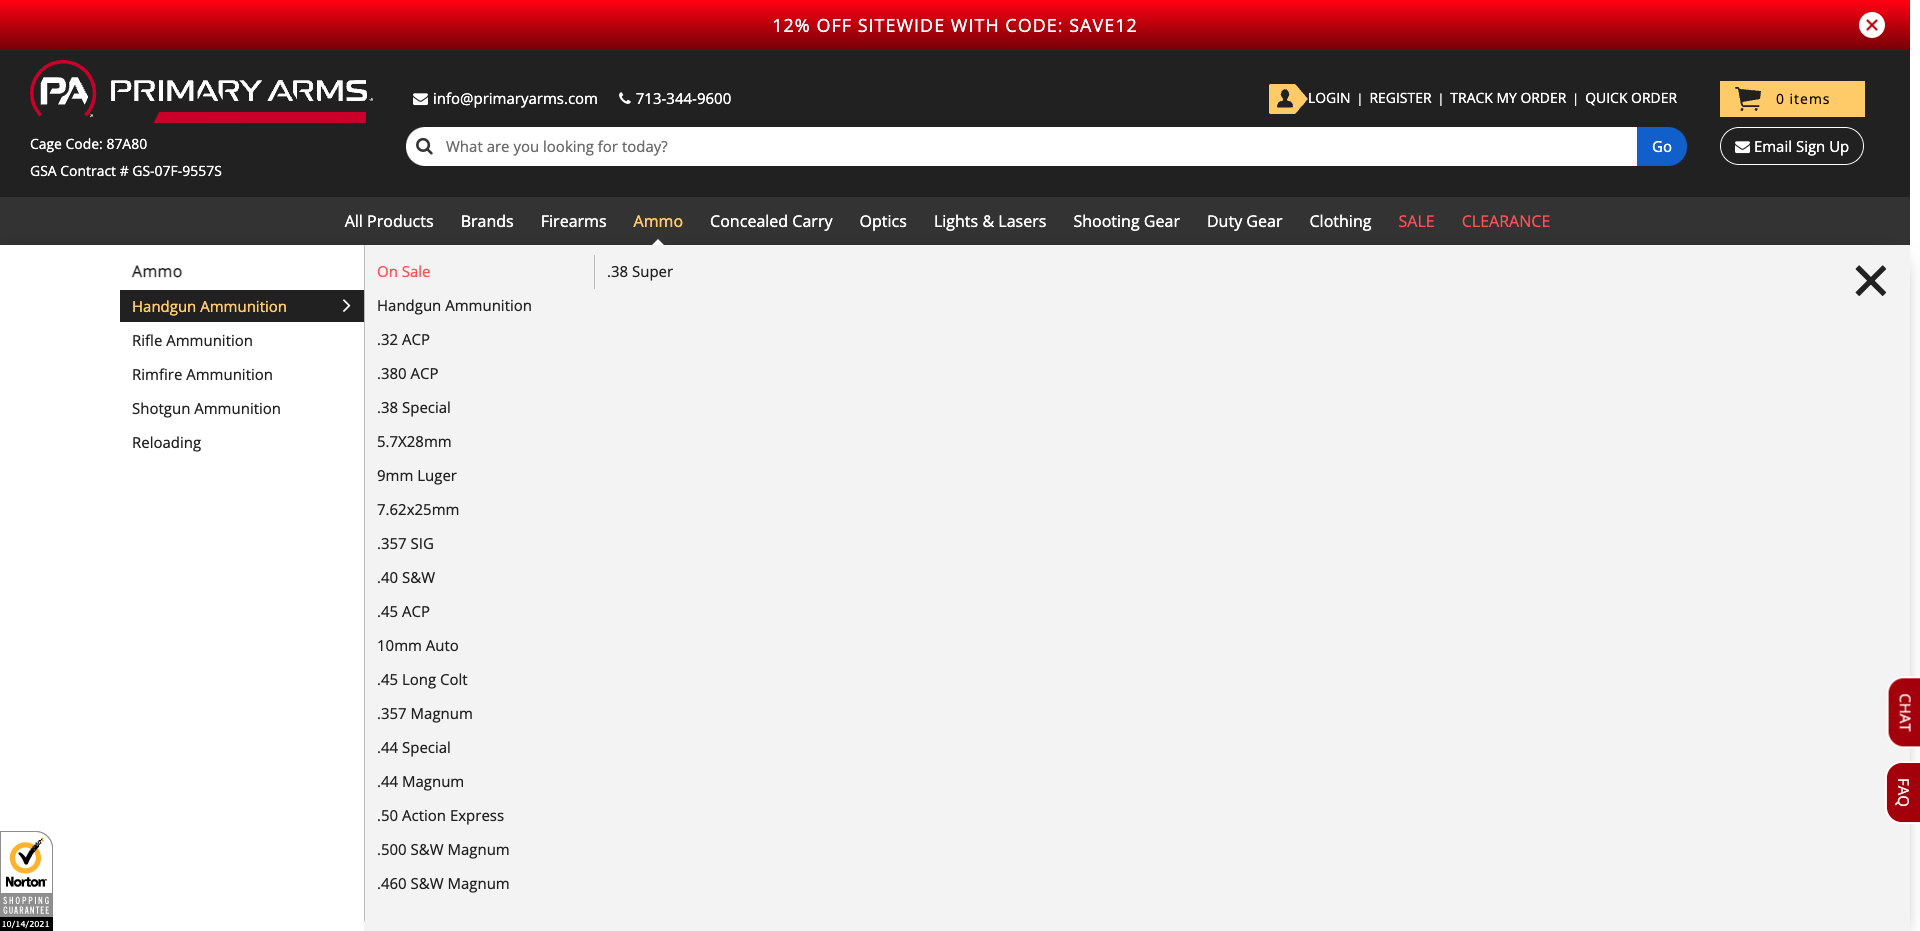 12% OFF SITEWIDE WITH CODE: SAVE12
PA PRIMARY ARMS
info@primaryarms.com 713-344-9600
LOGIN | REGISTER | TRACK MY ORDER | QUICK ORDER
0 items
Cage Code: 87A80
GSA Contract # GS-07F-9557S
What are you looking for today?
Go
Email Sign Up
All Products Brands Firearms Ammo Concealed Carry Optics Lights & Lasers Shooting Gear Duty Gear Clothing SALE CLEARANCE
Ammo
Handgun Ammunition
Rifle Ammunition
Rimfire Ammunition
Shotgun Ammunition
Reloading
On Sale
Handgun Ammunition
.32 ACP
.380 ACP
.38 Special
5.7X28mm
9mm Luger
7.62x25mm
.357 SIG
.40 S&W
.45 ACP
10mm Auto
.45 Long Colt
.357 Magnum
.44 Special
.44 Magnum
.50 Action Express
.500 S&W Magnum
.460 S&W Magnum
.38 Super
CHAT
FAQ
Norton
SHOPPING
GUARANTEE
10/14/2021